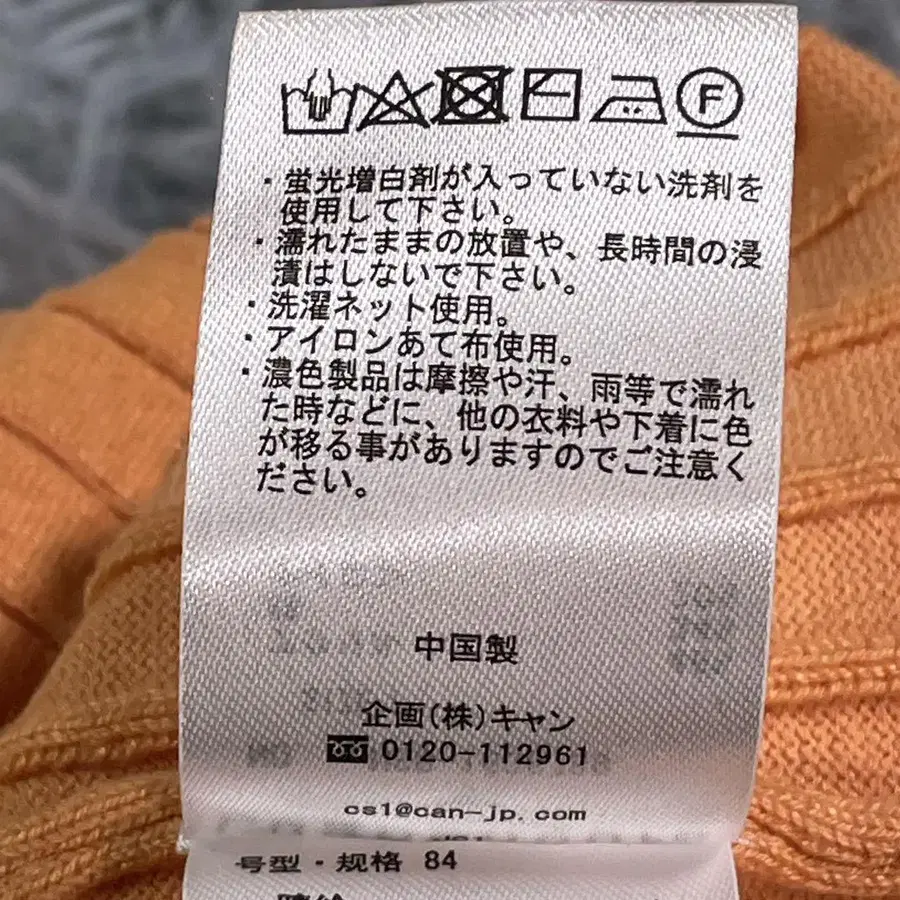 F
・蛍光増白剤が入っていない洗剤を
使用して下さい。
・濡れたままの放置や、長時間の浸
漬はしないで下さい。
・洗濯ネット使用。
・アイロンあて布使用。
・濃色製品は摩擦や汗、雨等で濡れ
た時などに、他の衣料や下着に色
が移る事がありますのでご注意く
ださい。
中国製
企画(株)キャン
0120-112961
cs1@can-jp.com
号型・规格 84